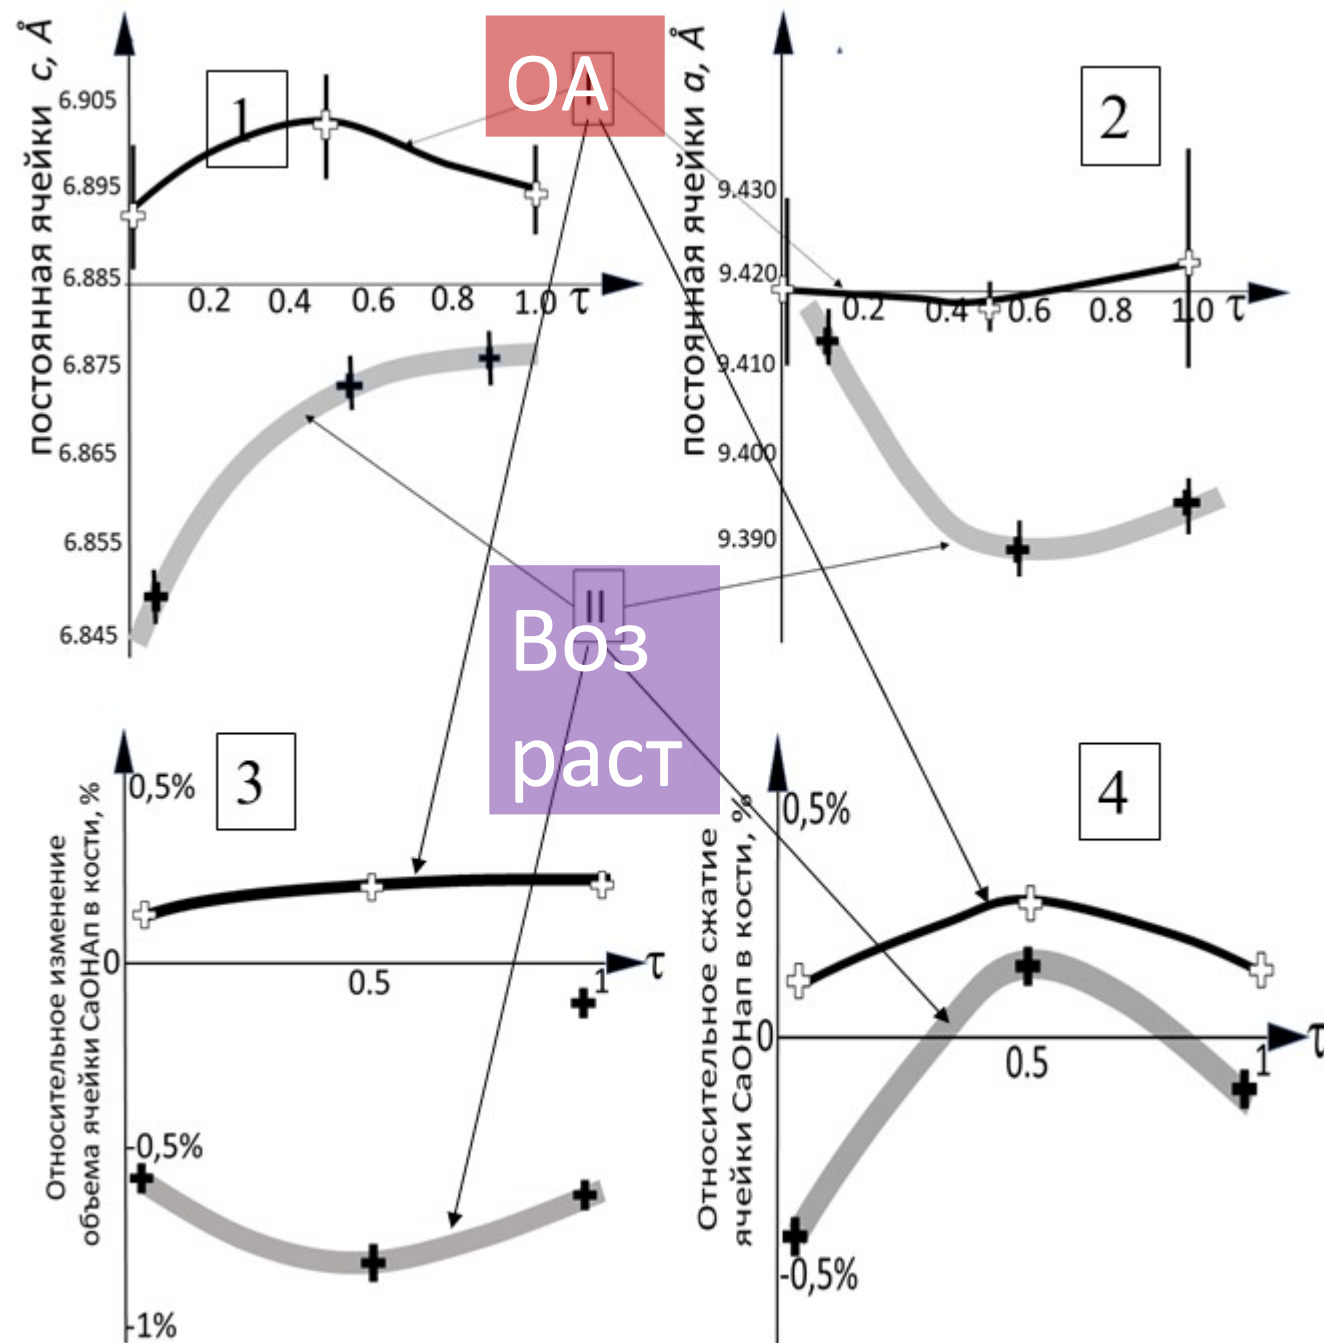 постоянная ячейки c, Å
6.905
6.895
6.885
6.875
6.865
6.855
6.845
1
0.2 0.4 0.6 0.8 1.0 τ
ОА
постоянная ячейки a, Å
9.430
9.420
9.410
9.400
9.390
2
0.2 0.4 0.6 0.8 1.0 τ
II
Воз
раст
Относительное изменение
объема ячейки СаОНАп в кости, %
0,5%
0
-0,5%
-1%
3
0.5 1 τ
Относительное сжатие
ячейки СаОНап в кости, %
0,5%
0
-0,5%
4
0.5 1 τ